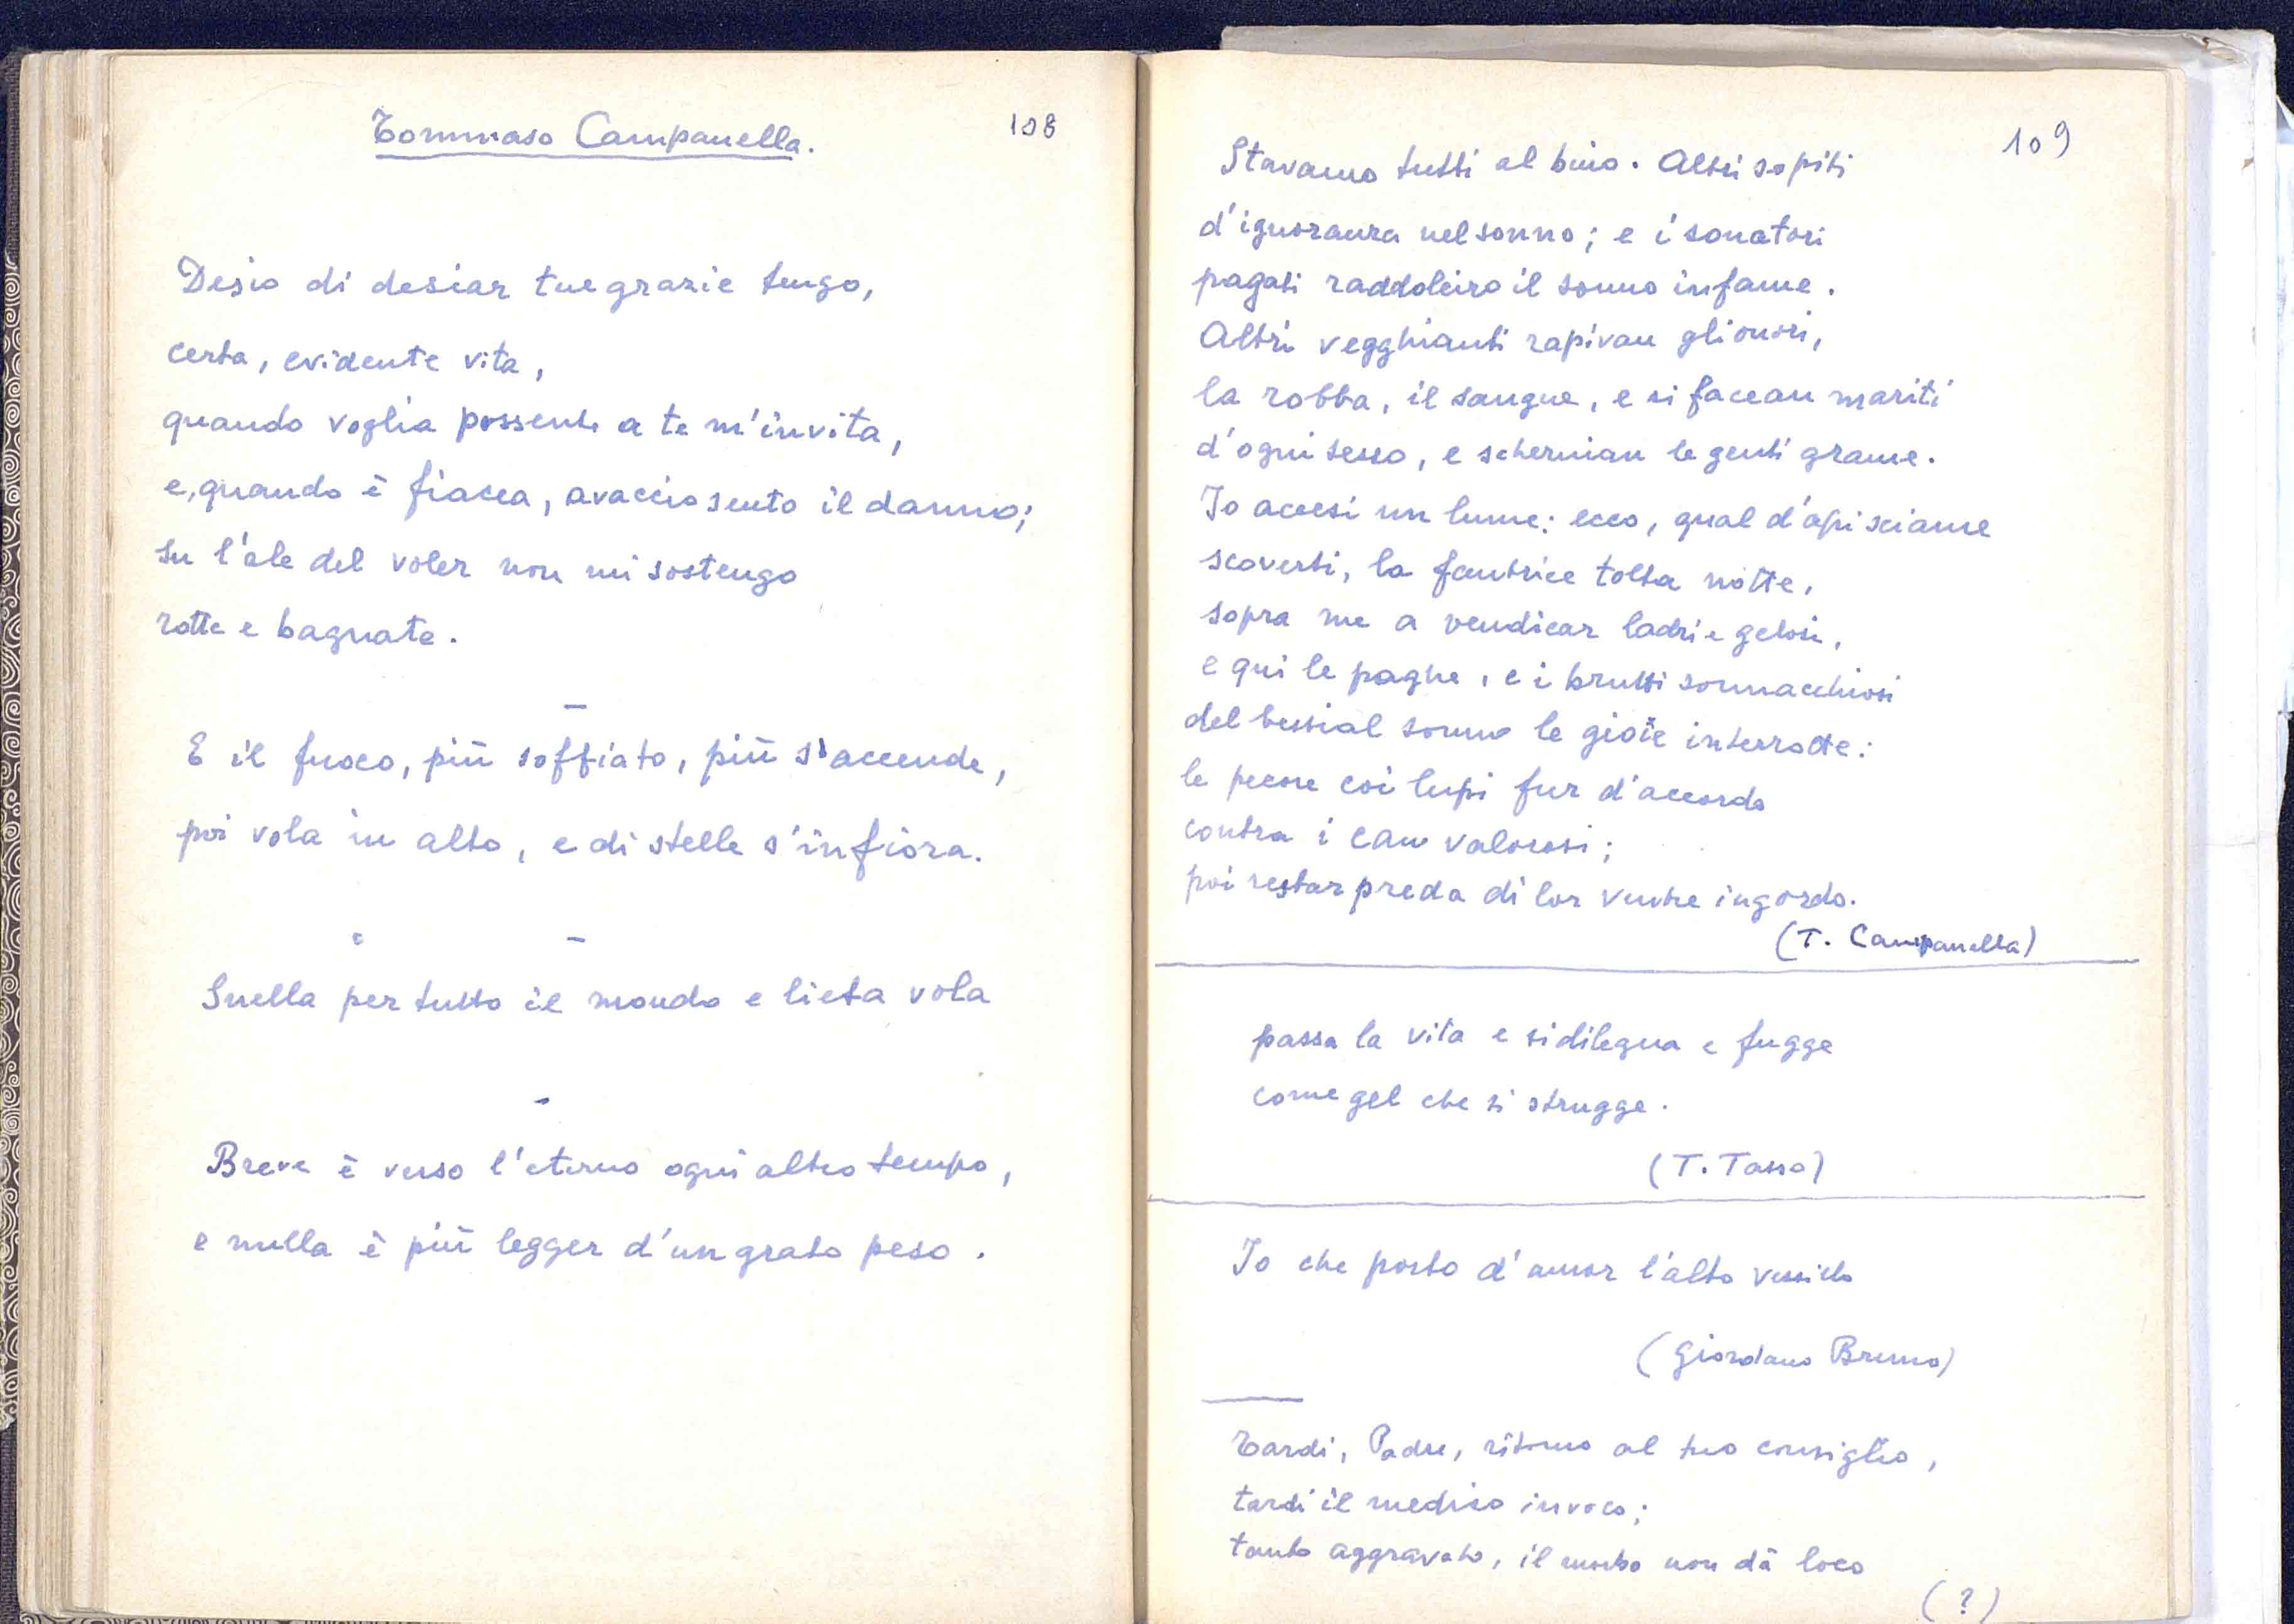 Tommaso Campanella.
108
Desio di desiar tue grazie tengo,
certa, evidente vita,
quando voglia possente a te m'invita,
e, quando è fiacca, avaccio sento il danno;
su l'ale del voler non mi sostengo
rotte e bagnate.
—
E il fuoco, più soffiato, più s'accende,
poi vola in alto, e di stelle s'infiora.
—
Snella per tutto il mondo e lieta vola
-
Breve è verso l'eterno ogni altro tempo,
e nulla è più legger d'un grato peso.
109
Stavamo tutti al buio. Altri sopiti
d'ignoranza nel sonno; e i sonatori
pagati raddolciro il sonno infame.
Altri vegghianti rapivan gli onori,
la robba, il sangue, e si facean mariti
d'ogni sesso, e schernian le genti grame.
Io accesi un lume: ecco, qual d'api sciame
scoverti, la fautrice tolta notte,
sopra me a vendicar ladri e gelosi,
e qui le paghe, e i brutti sonnacchiosi
del bestial sonno le gioie interrotte:
le pecore coi lupi fur d'accordo
contra i can valorosi;
poi restar preda di lor ventre ingordo.
(T. Campanella)
passa la vita e si dilegua e fugge
come gel che si strugge.
(T. Tasso)
Io che porto d'amor l'alto vessillo
(Giordano Bruno)
Tardi, Padre, ritorno al tuo consiglio,
tardi il medico invoco;
tanto aggravato, il morbo non dà loco
(?)